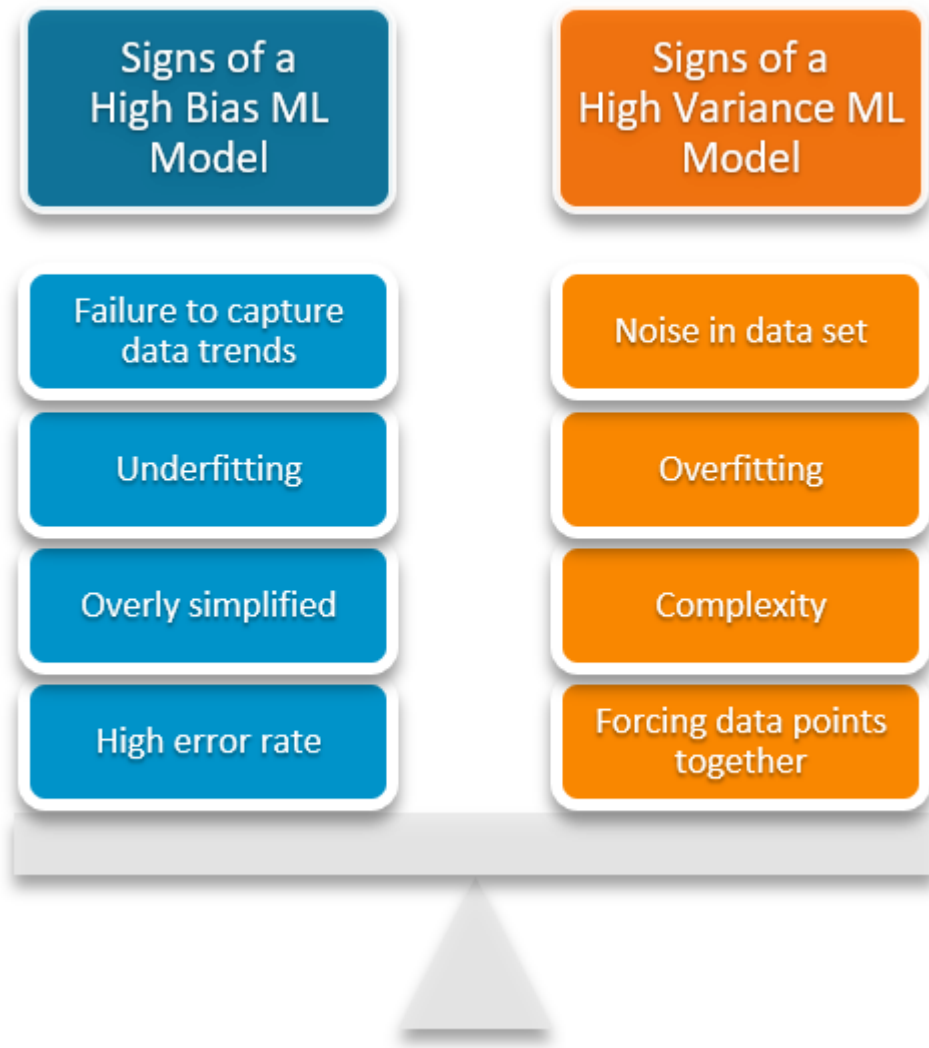 Signs of a
High Bias ML
Model
Signs of a
High Variance ML
Model
Failure to capture
data trends
Noise in data set
Underfitting
Overfitting
Overly simplified
Complexity
High error rate
Forcing data points
together